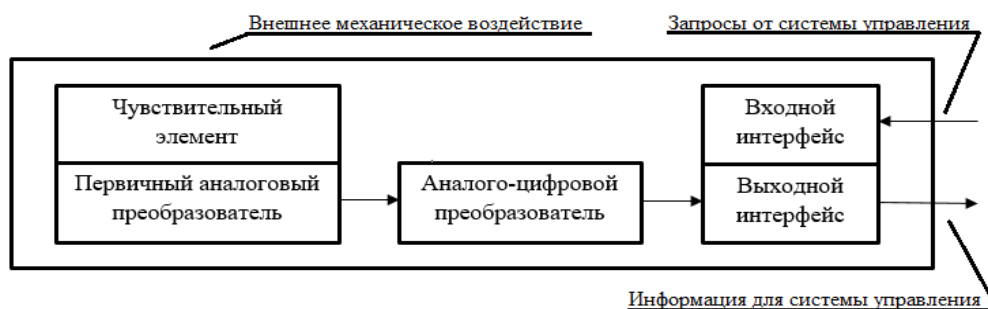 Внешнее механическое воздействие
Запросы от системы управления
Чувствительный
элемент
Первичный аналоговый
преобразователь
Аналого-цифровой
преобразователь
Входной
интерфейс
Выходной
интерфейс
Информация для системы управления